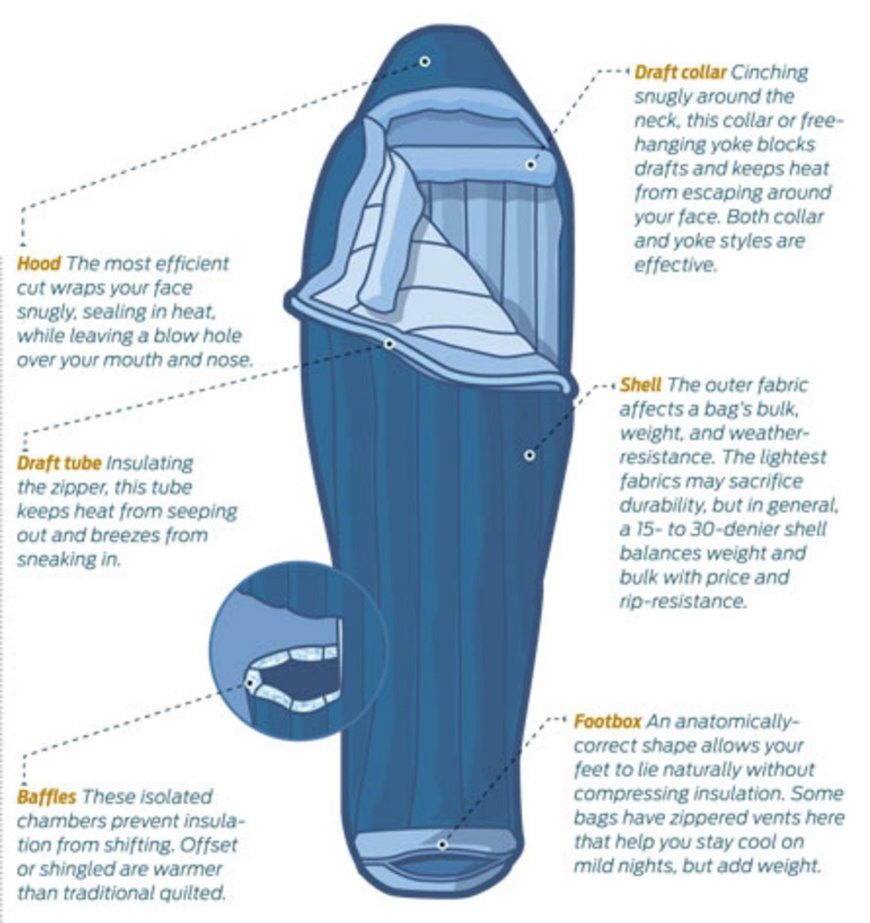 Draft collar Cinching
snugly around the
neck, this collar or free-
hanging yoke blocks
drafts and keeps heat
from escaping around
your face. Both collar
and yoke styles are
effective.
Hood The most efficient
cut wraps your face
snugly, sealing in heat,
while leaving a blow hole
over your mouth and nose.
Shell The outer fabric
affects a bag's bulk,
weight, and weather-
resistance. The lightest
fabrics may sacrifice
durability, but in general,
a 15- to 30-denier shell
balances weight and
bulk with price and
rip-resistance.
Draft tube Insulating
the zipper, this tube
keeps heat from seeping
out and breezes from
sneaking in.
Footbox An anatomically-
correct shape allows your
feet to lie naturally without
compressing insulation. Some
bags have zippered vents here
that help you stay cool on
mild nights, but add weight.
Baffles These isolated
chambers prevent insula-
tion from shifting. Offset
or shingled are warmer
than traditional quilted.